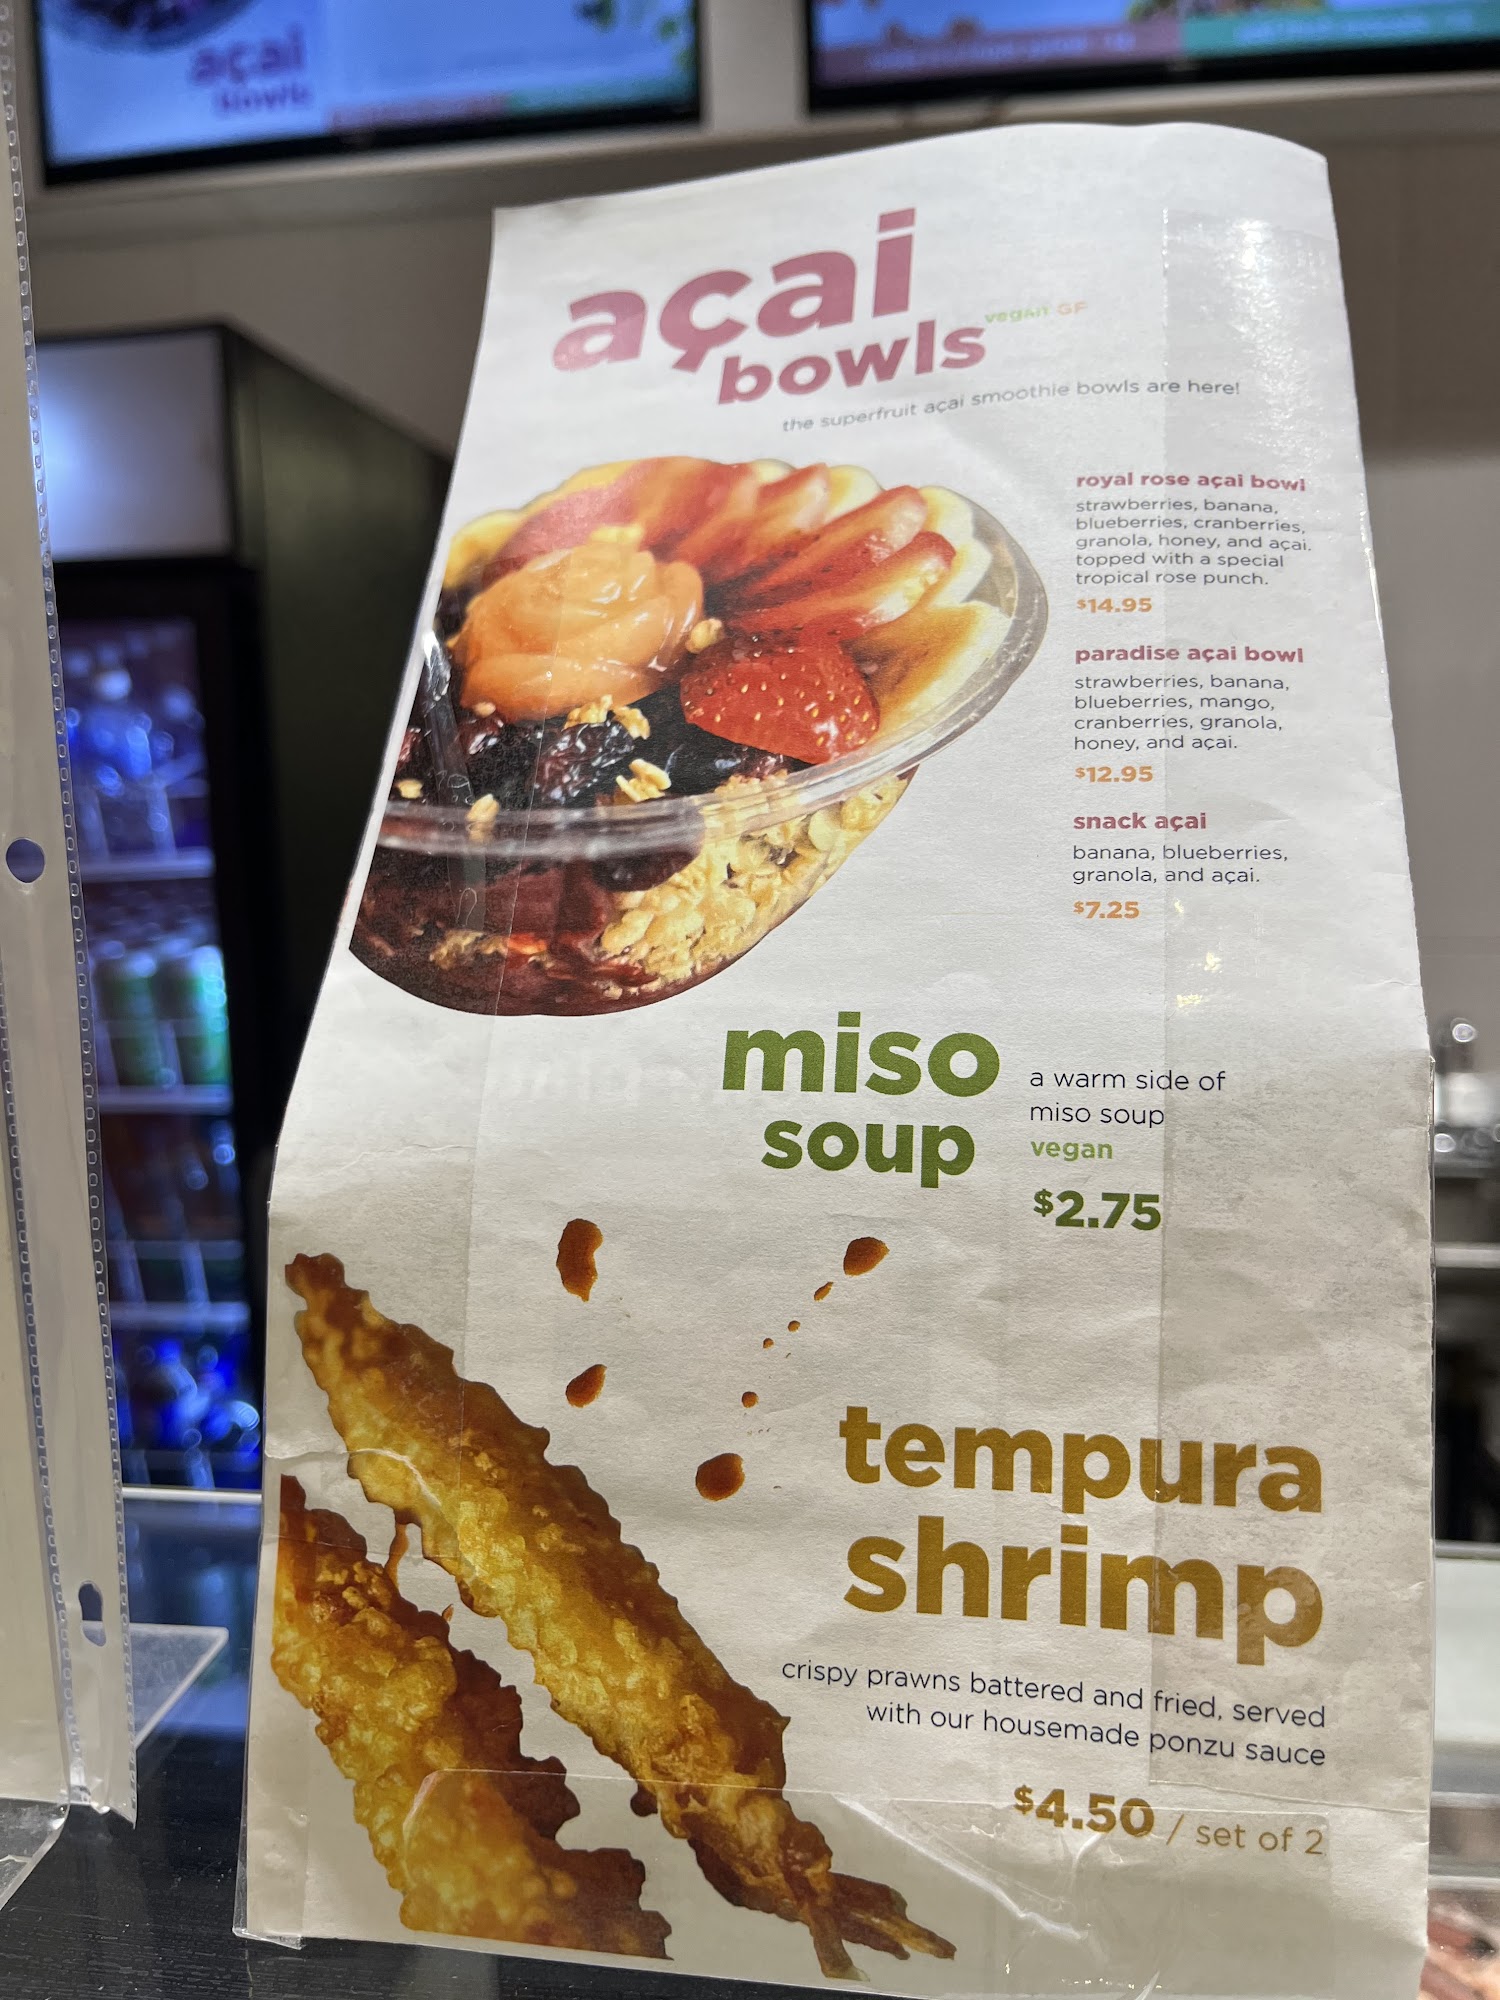 açai
Bowls
açai
bowls
vegan GF
the superfruit açai smoothie bowls are here!
royal rose açai bowl
strawberries, banana,
blueberries, cranberries,
granola, honey, and açai.
topped with a special
tropical rose punch.
$14.95
paradise açai bowl
strawberries, banana,
blueberries, mango,
cranberries, granola,
honey, and açai.
$12.95
snack açai
banana, blueberries,
granola, and açai.
$7.25
miso
soup
a warm side of
miso soup
vegan
$2.75
tempura
shrimp
crispy prawns battered and fried, served
with our housemade ponzu sauce
$4.50 / set of 2